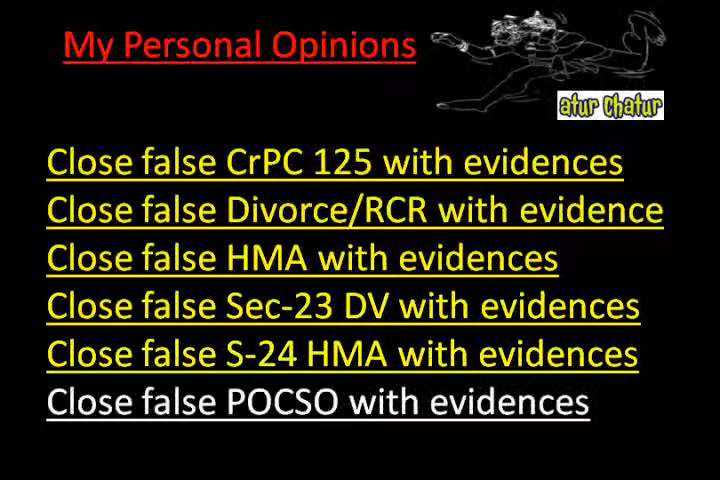 My Personal Opinions
atur chatur
Close false CrPC 125 with evidences
Close false Divorce/RCR with evidence
Close false HMA with evidences
Close false Sec-23 DV with evidences
Close false S-24 HMA with evidences
Close false POCSO with evidences